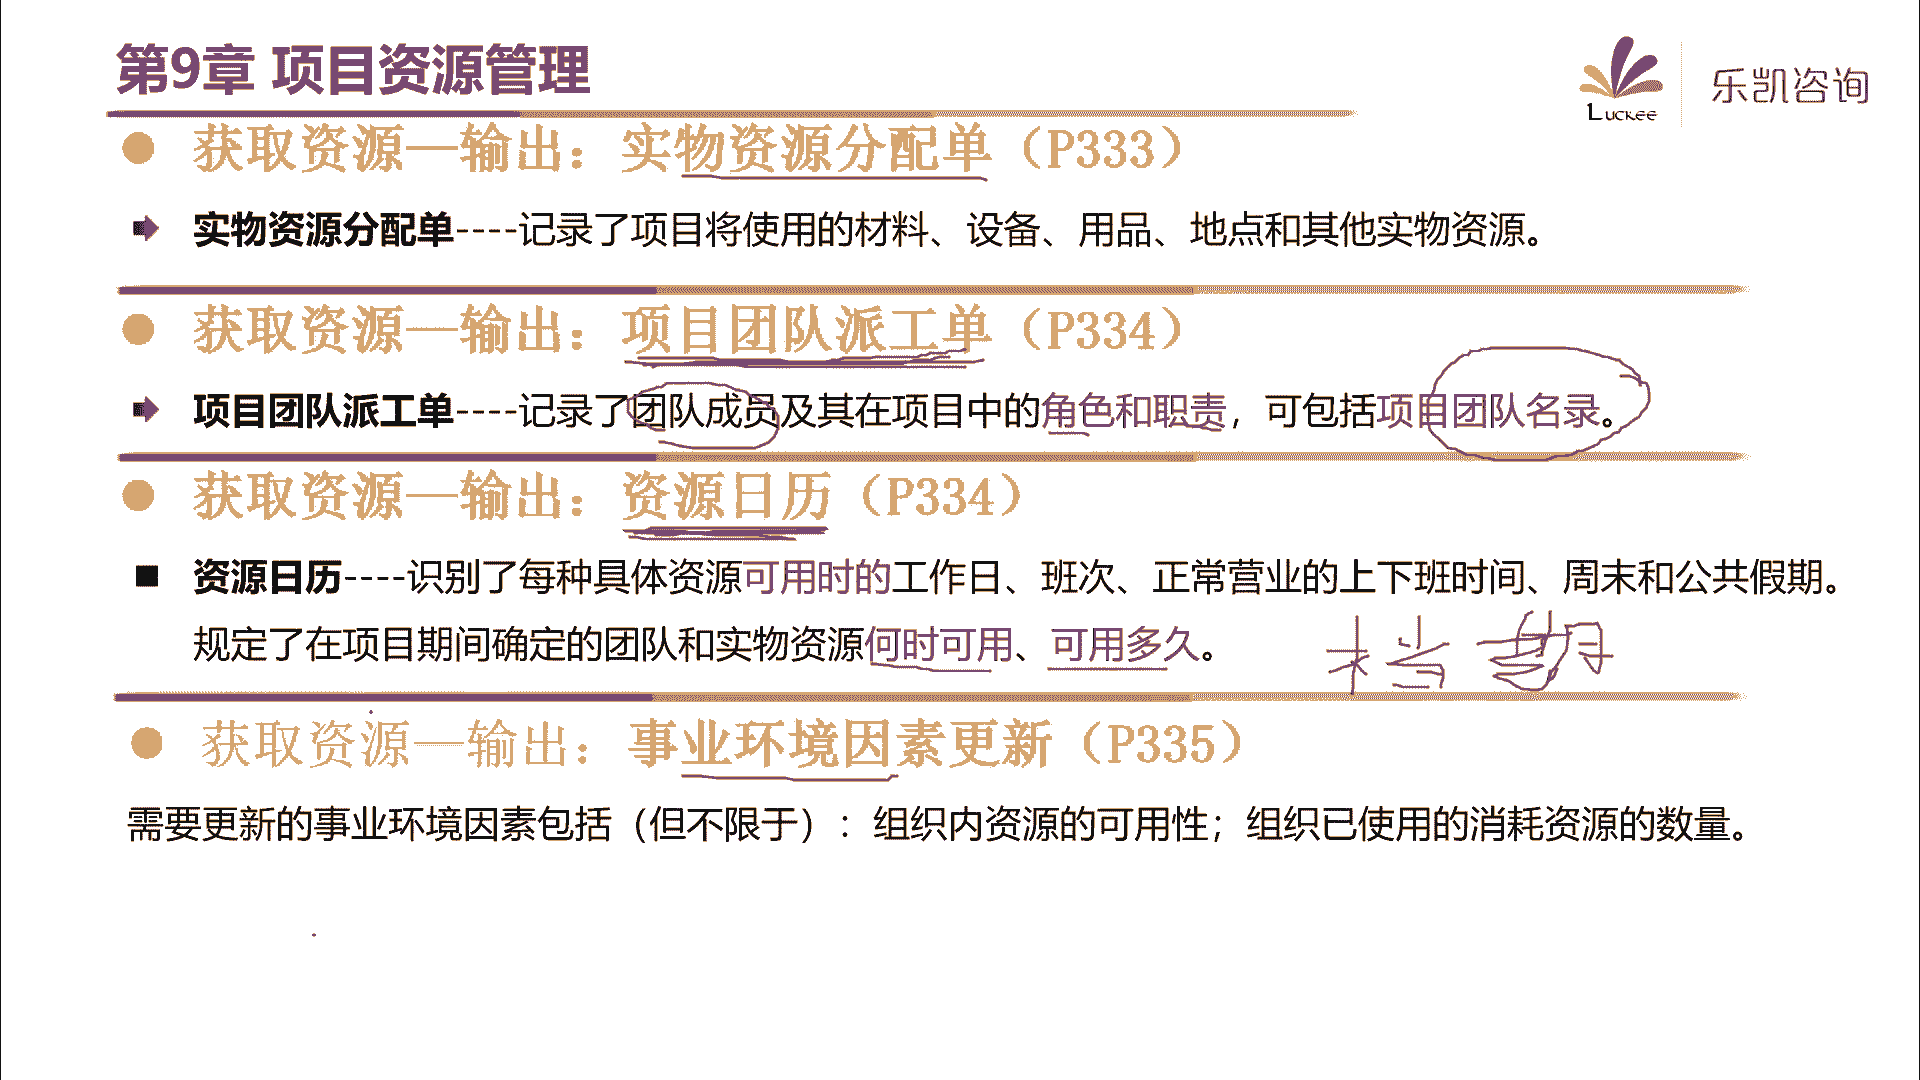 第9章 项目资源管理
Luckee
乐凯咨询
获取资源—输出：实物资源分配单（P333）
实物资源分配单----记录了项目将使用的材料、设备、用品、地点和其他实物资源。
获取资源—输出：项目团队派工单（P334）
项目团队派工单----记录了团队成员及其在项目中的角色和职责，可包括项目团队名录。
获取资源—输出：资源日历（P334）
资源日历----识别了每种具体资源可用时的工作日、班次、正常营业的上下班时间、周末和公共假期。
规定了在项目期间确定的团队和实物资源何时可用、可用多久。
档期
获取资源—输出：事业环境因素更新（P335）
需要更新的事业环境因素包括（但不限于）：组织内资源的可用性；组织已使用的消耗资源的数量。